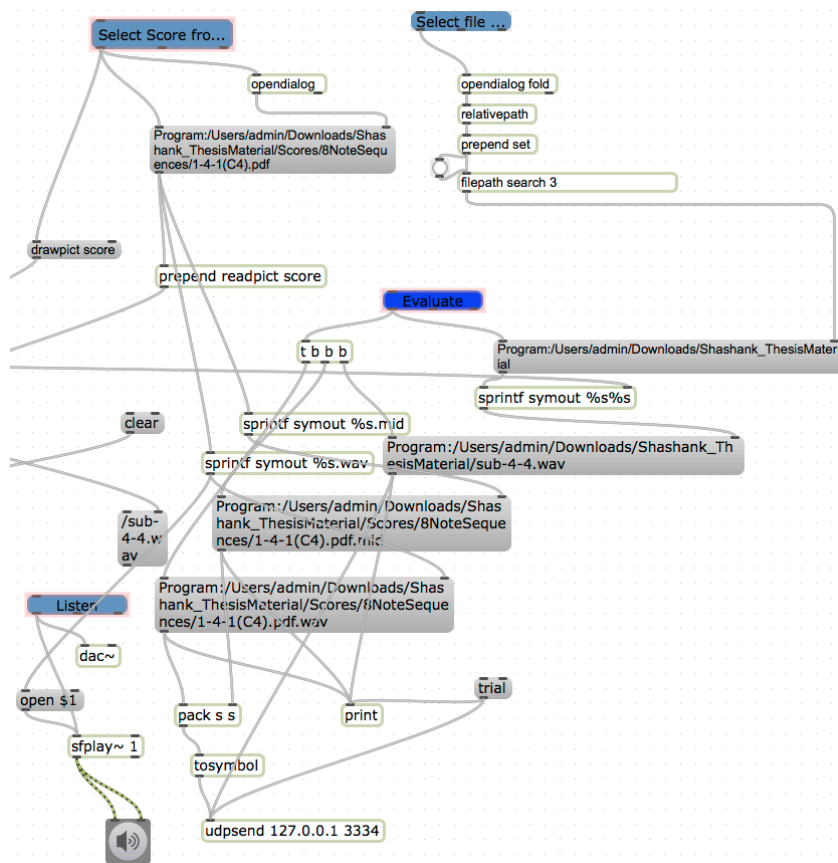 Select file ...
Select Score fro...
opendialog
opendialog fold
relativepath
Program:/Users/admin/Downloads/Shas
hank_ThesisMaterial/Scores/8NoteSequ
ences/1-4-1(C4).pdf
prepend set
filepath search 3
drawpict score
prepend readpict score
Evaluate
t b b b
Program:/Users/admin/Downloads/Shashank_ThesisMater
ial
sprintf symout %s%s
clear
sprintf symout %s.mid
sprintf symout %s.wav
Program:/Users/admin/Downloads/Shashank_Th
esisMaterial/sub-4-4.wav
/sub-
4-4.w
av
Program:/Users/admin/Downloads/Shas
hank_ThesisMaterial/Scores/8NoteSequ
ences/1-4-1(C4).pdf.mid
Program:/Users/admin/Downloads/Shas
hank_ThesisMaterial/Scores/8NoteSeque
nces/1-4-1(C4).pdf.wav
Listen
dac~
open $1
pack s s
print
trial
sfplay~ 1
tosymbol
udpsend 127.0.0.1 3334